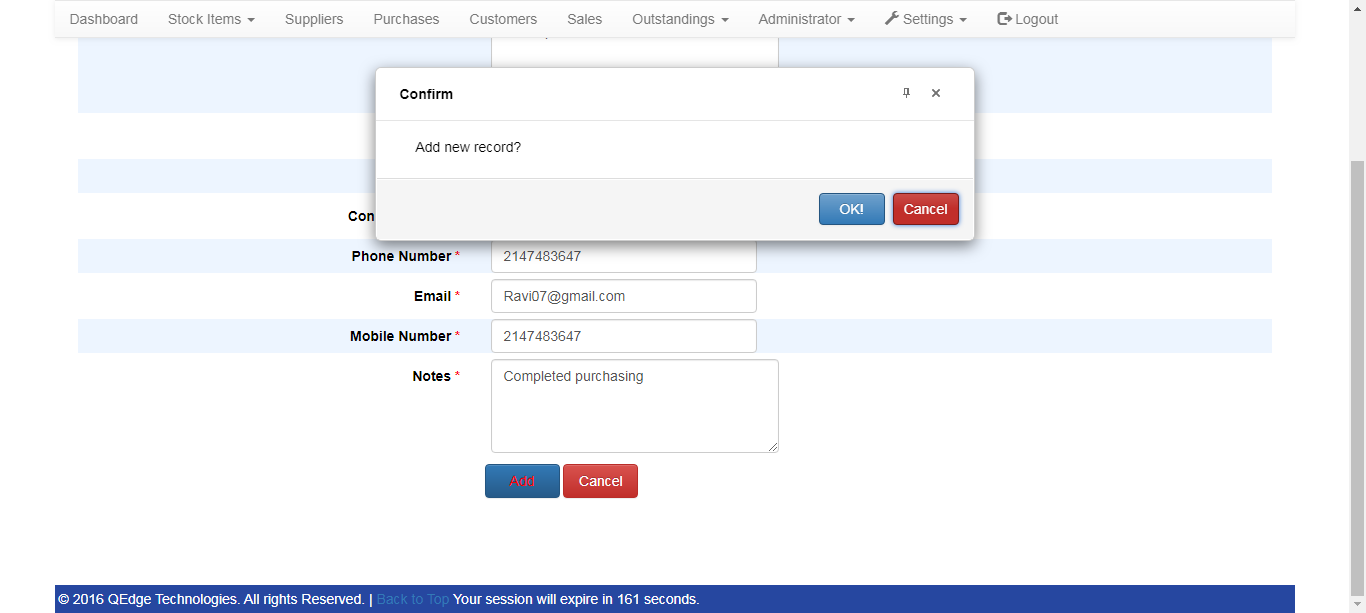 Dashboard Stock Items Suppliers Purchases Customers Sales Outstandings Administrator Settings Logout
Confirm
Add new record?
OK! Cancel
Con
Phone Number * 2147483647
Email * Ravi07@gmail.com
Mobile Number * 2147483647
Notes * Completed purchasing
Add Cancel
© 2016 QEdge Technologies. All rights Reserved. | Back to Top Your session will expire in 161 seconds.